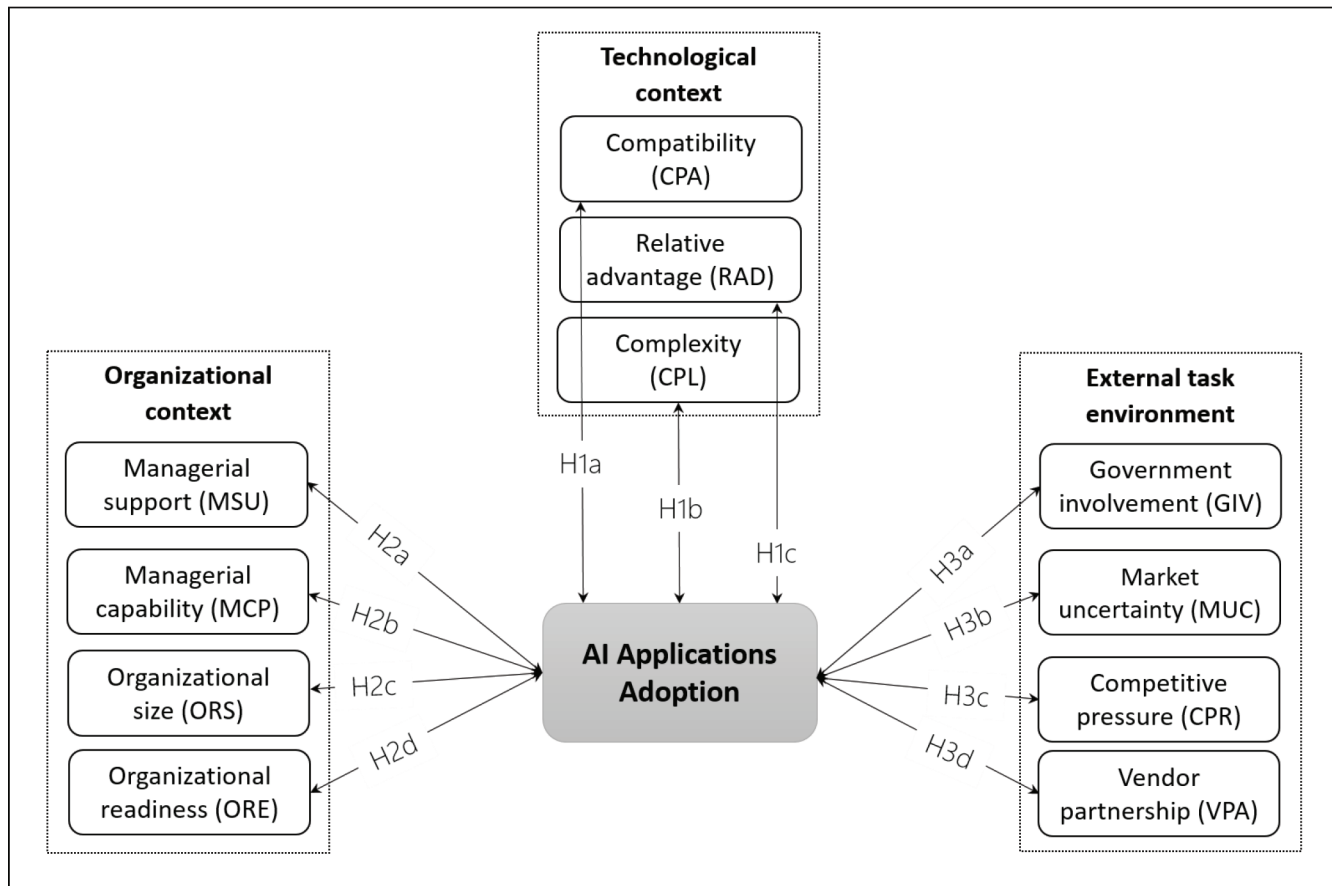 Technological
context
Compatibility
(CPA)
Relative
advantage (RAD)
Complexity
(CPL)
H1a
H1b
H1c
Organizational
context
Managerial
support (MSU)
Managerial
capability (MCP)
Organizational
size (ORS)
Organizational
readiness (ORE)
H2a
H2b
H2c
H2d
AI Applications
Adoption
H3a
H3b
H3c
H3d
External task
environment
Government
involvement (GIV)
Market
uncertainty (MUC)
Competitive
pressure (CPR)
Vendor
partnership (VPA)